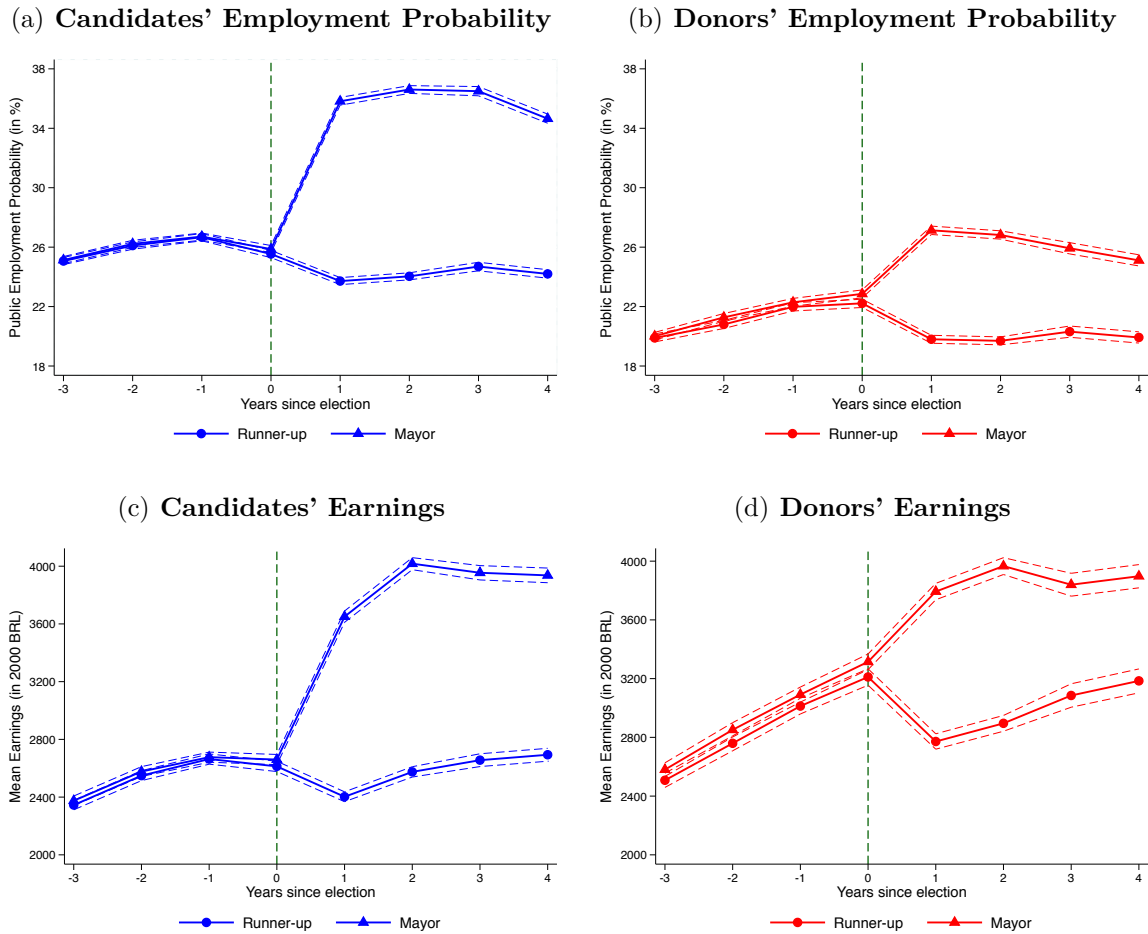 (a) Candidates' Employment Probability
Public Employment Probability (in %)
38
34
30
26
22
18
-3 -2 -1 0 1 2 3 4
Years since election
Runner-up Mayor
(b) Donors' Employment Probability
Public Employment Probability (in %)
38
34
30
26
22
18
-3 -2 -1 0 1 2 3 4
Years since election
Runner-up Mayor
(c) Candidates' Earnings
Mean Earnings (in 2000 BRL)
4000
3600
3200
2800
2400
2000
-3 -2 -1 0 1 2 3 4
Years since election
Runner-up Mayor
(d) Donors' Earnings
Mean Earnings (in 2000 BRL)
4000
3600
3200
2800
2400
2000
-3 -2 -1 0 1 2 3 4
Years since election
Runner-up Mayor